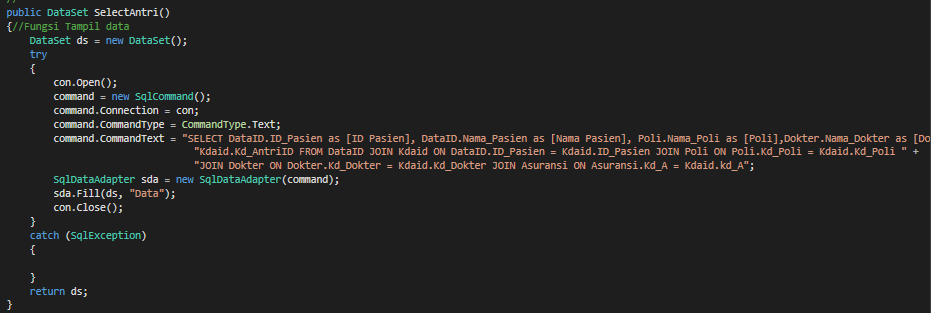 //
public DataSet SelectAntri()
{//Fungsi Tampil data
DataSet ds = new DataSet();
try
{
con.Open();
command = new SqlCommand();
command.Connection = con;
command.CommandType = CommandType.Text;
command.CommandText = "SELECT DataID.ID_Pasien as [ID Pasien], DataID.Nama_Pasien as [Nama Pasien], Poli.Nama_Poli as [Poli],Dokter.Nama_Dokter as [Do
"Kdaid.Kd_AntriID FROM DataID JOIN Kdaid ON DataID.ID_Pasien = Kdaid.ID_Pasien JOIN Poli ON Poli.Kd_Poli = Kdaid.Kd_Poli " +
"JOIN Dokter ON Dokter.Kd_Dokter = Kdaid.Kd_Dokter JOIN Asuransi ON Asuransi.Kd_A = Kdaid.kd_A";
SqlDataAdapter sda = new SqlDataAdapter(command);
sda.Fill(ds, "Data");
con.Close();
}
catch (SqlException)
{
}
return ds;
}